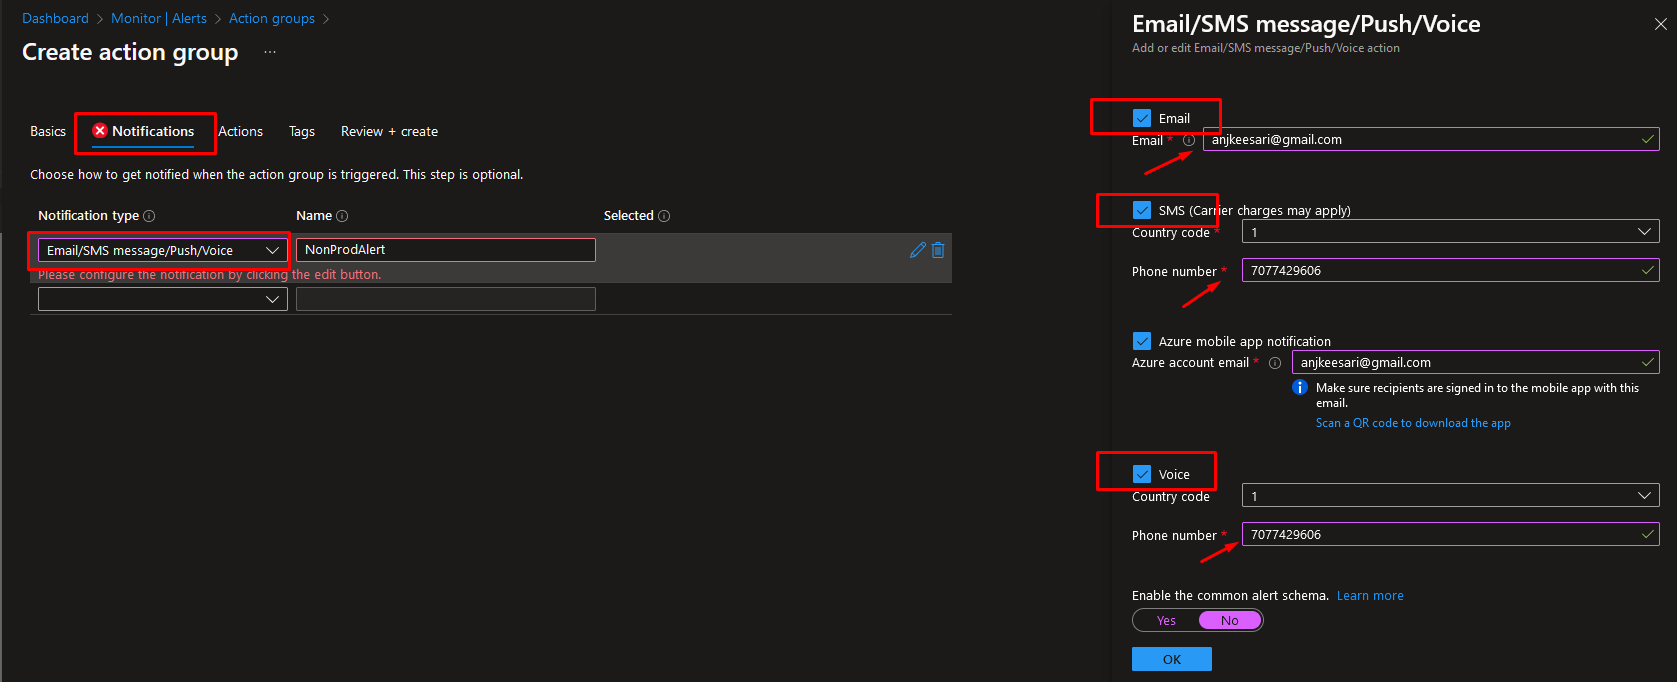 Dashboard > Monitor | Alerts > Action groups >
Create action group ...
Basics Notifications Actions Tags Review + create
Choose how to get notified when the action group is triggered. This step is optional.
Notification type Name Selected
Email/SMS message/Push/Voice NonProdAlert
Please configure the notification by clicking the edit button.
Email/SMS message/Push/Voice
Add or edit Email/SMS message/Push/Voice action
Email
Email * anjkeesari@gmail.com
SMS (Carrier charges may apply)
Country code * 1
Phone number * 7077429606
Azure mobile app notification
Azure account email * anjkeesari@gmail.com
Make sure recipients are signed in to the mobile app with this
email.
Scan a QR code to download the app
Voice
Country code 1
Phone number * 7077429606
Enable the common alert schema. Learn more
Yes No
OK